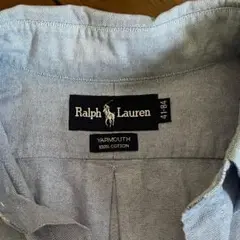 Ralph Lauren
41-84
YARMOUTH
100% COTTON